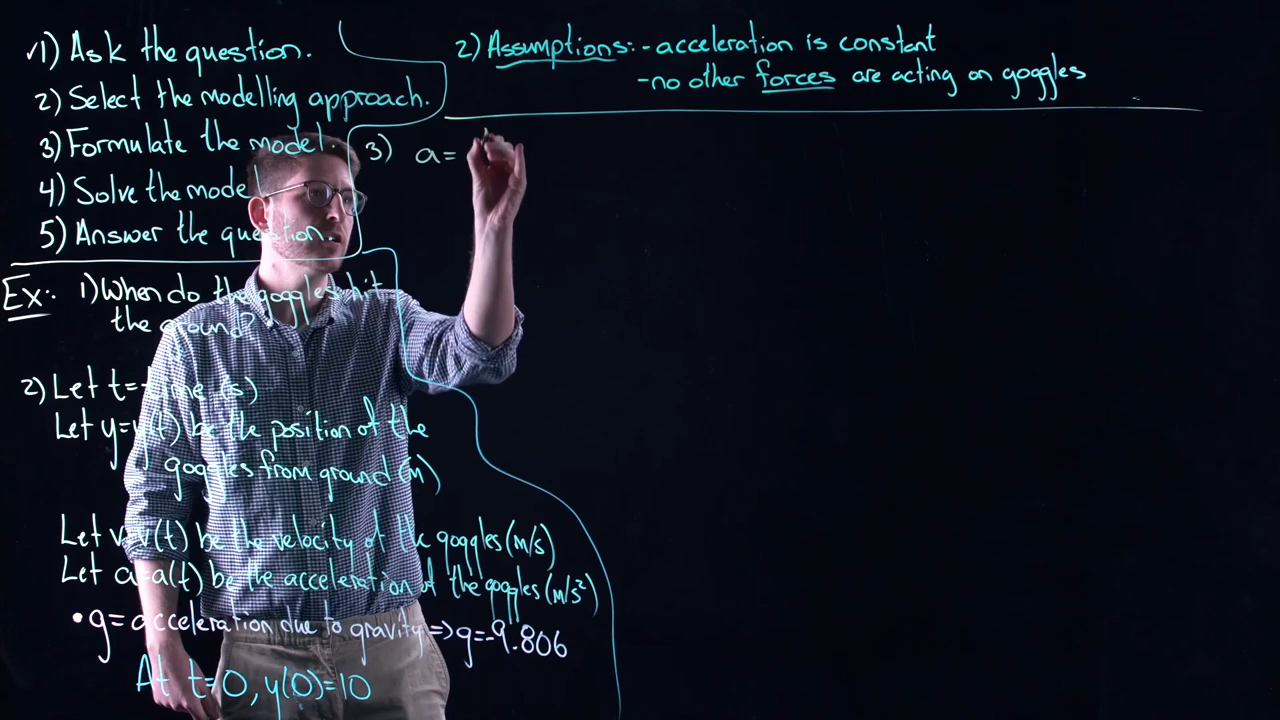 ✓1) Ask the question.
2) Select the modelling approach.
3) Formulate the model.
4) Solve the model
5) Answer the question.
Ex: 1) When do the goggles hit
the ground?
2) Let t=time (s)
Let y=y(t) be the position of the
goggles from ground (m)
Let v=v(t) be the velocity of the goggles (m/s)
Let a=a(t) be the acceleration of the goggles (m/s²)
• g= acceleration due to gravity => g=-9.806
At t=0, y(0)=10
2) Assumptions: - acceleration is constant
- no other forces are acting on goggles
3) a=